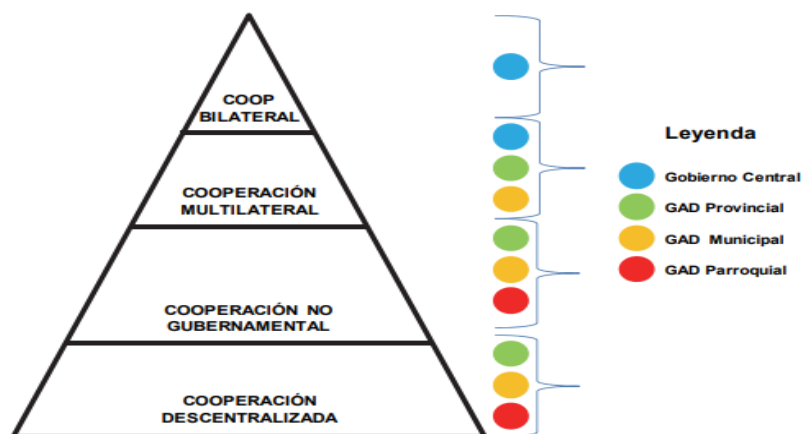 COOP
BILATERAL
COOPERACIÓN
MULTILATERAL
COOPERACIÓN NO
GUBERNAMENTAL
COOPERACIÓN
DESCENTRALIZADA
Leyenda
Gobierno Central
GAD Provincial
GAD Municipal
GAD Parroquial